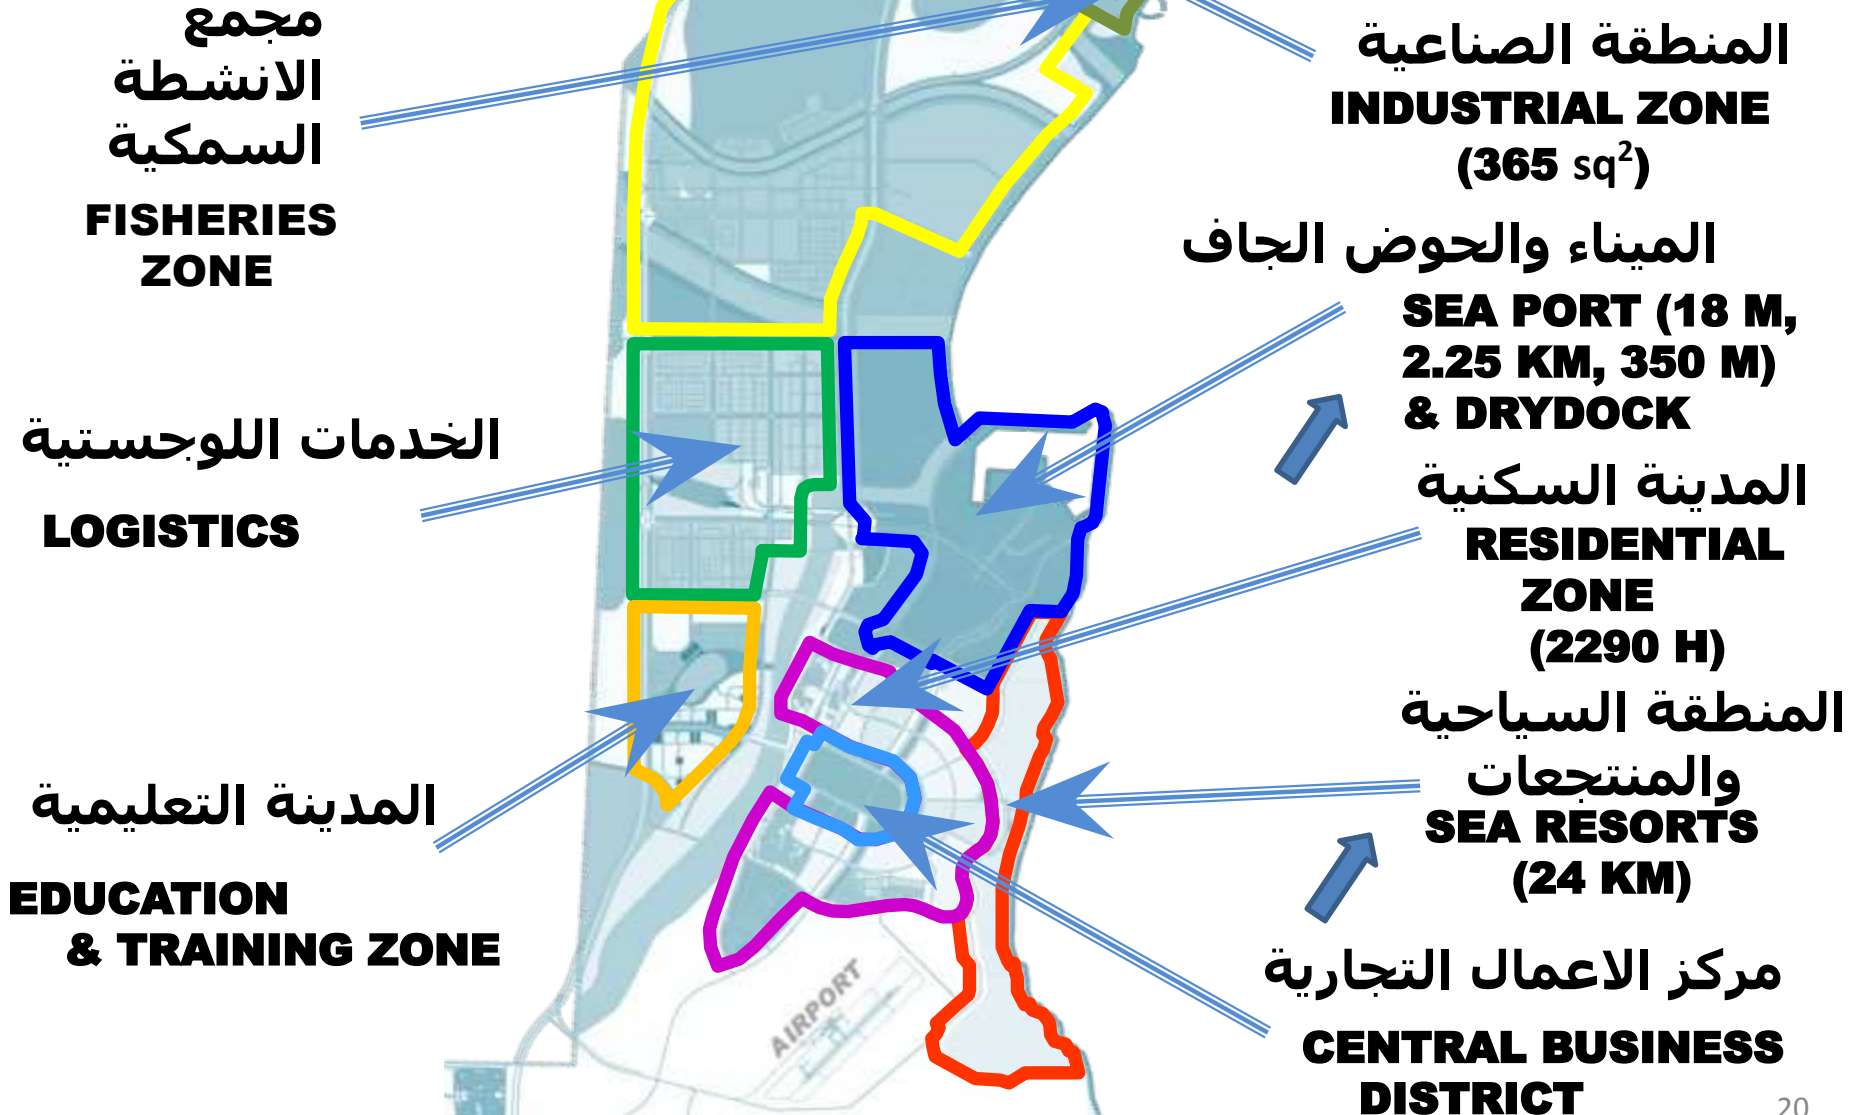 مجمع
الانشطة
السمكية
FISHERIES
ZONE
الخدمات اللوجستية
LOGISTICS
المدينة التعليمية
EDUCATION
& TRAINING ZONE
المنطقة الصناعية
INDUSTRIAL ZONE
(365 sq²)
الميناء والحوض الجاف
SEA PORT (18 M,
2.25 KM, 350 M)
& DRYDOCK
المدينة السكنية
RESIDENTIAL
ZONE
(2290 H)
المنطقة السياحية
والمنتجعات
SEA RESORTS
(24 KM)
مركز الاعمال التجارية
CENTRAL BUSINESS
DISTRICT
AIRPORT
20